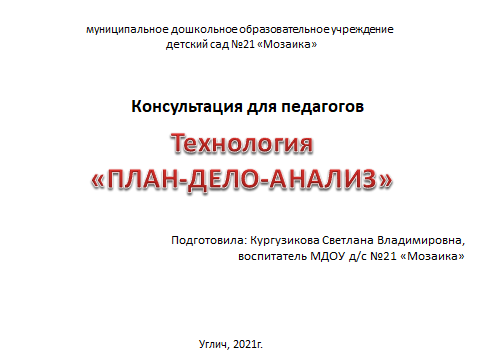 муниципальное дошкольное образовательное учреждение
детский сад №21 «Мозаика»
Консультация для педагогов
Технология
«ПЛАН-ДЕЛО-АНАЛИЗ»
Подготовила: Кургузикова Светлана Владимировна,
воспитатель МДОУ д/с №21 «Мозаика»
Углич, 2021г.